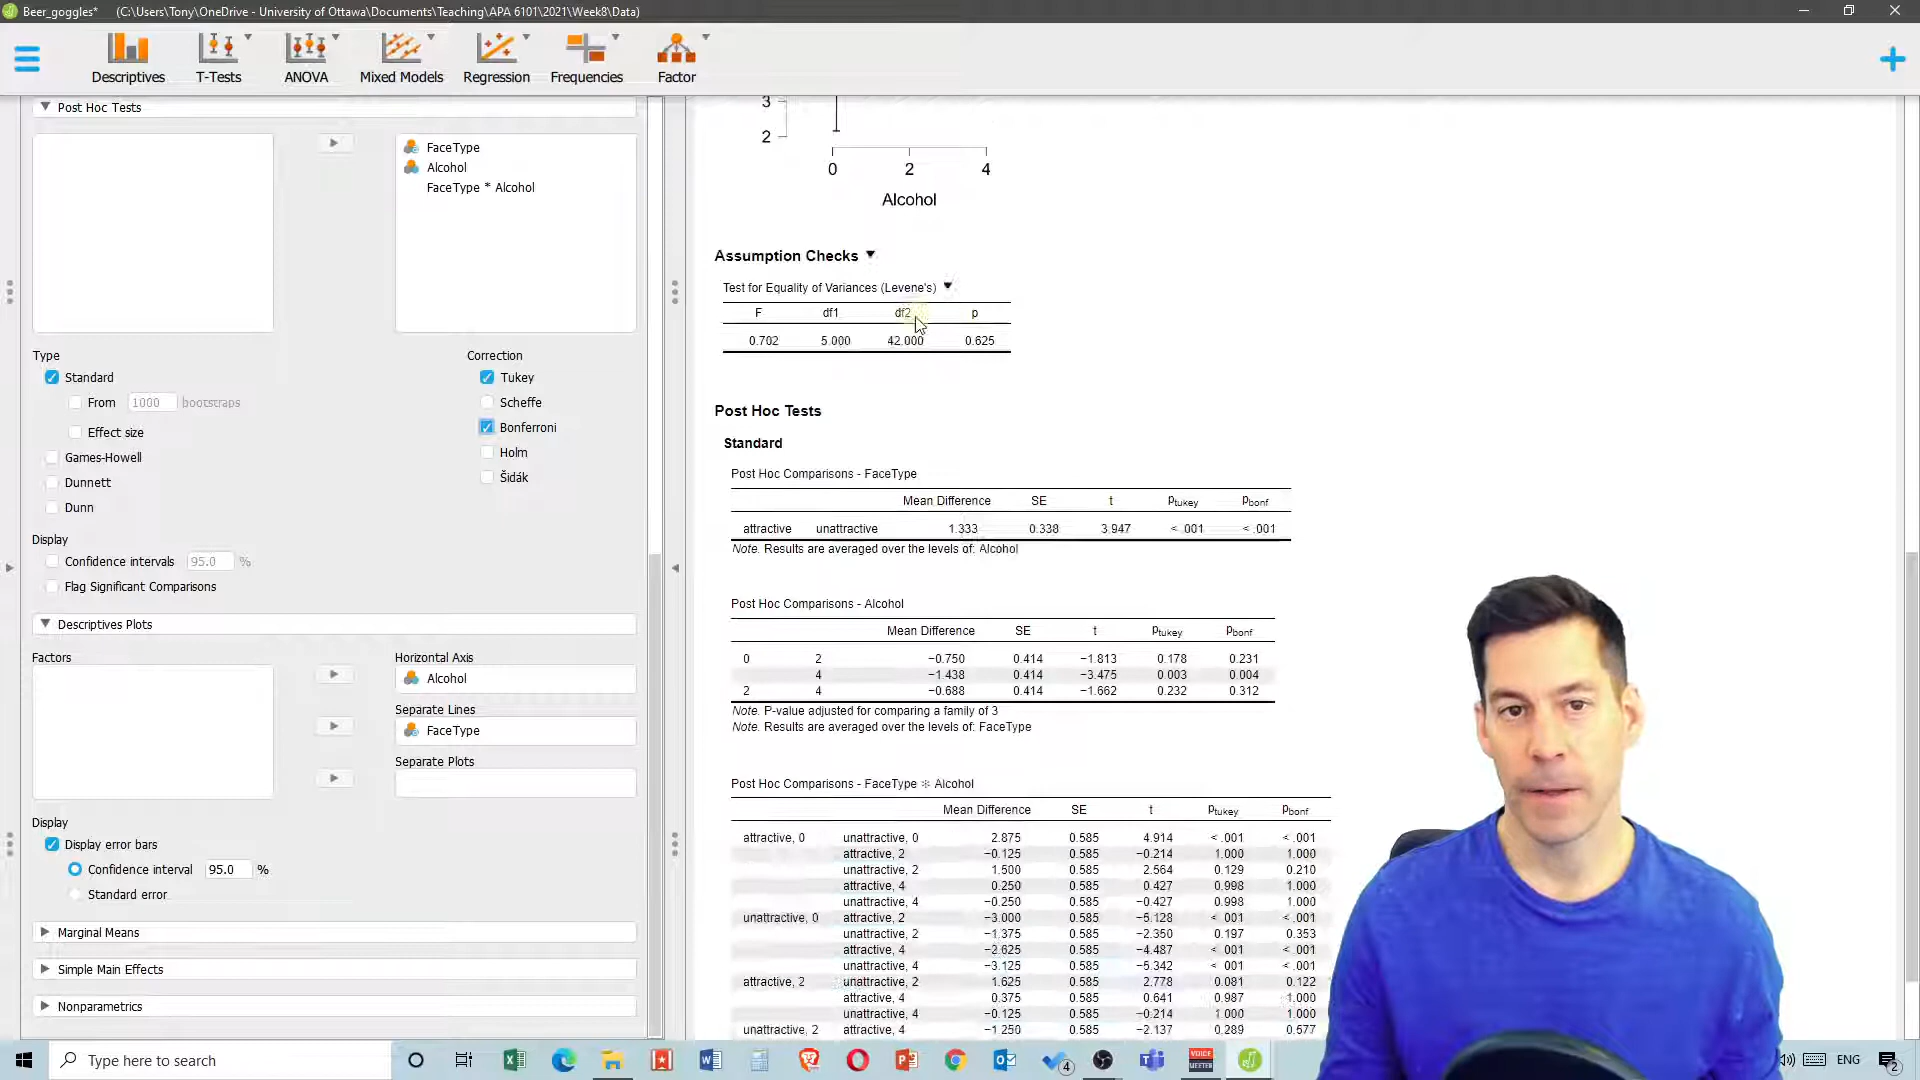 Beer_goggles* (C:\Users\Tony\OneDrive - University of Ottawa\Documents\Teaching\APA 6101\2021\Week8\Data)
Descriptives T-Tests ANOVA Mixed Models Regression Frequencies Factor
Post Hoc Tests
FaceType
Alcohol
FaceType * Alcohol
Type
Standard
From 1000 bootstraps
Effect size
Games-Howell
Dunnett
Dunn
Correction
Tukey
Scheffe
Bonferroni
Holm
Šidák
Display
Confidence intervals 95.0 %
Flag Significant Comparisons
Descriptives Plots
Factors
Horizontal Axis
Alcohol
Separate Lines
FaceType
Separate Plots
Display
Display error bars
Confidence interval 95.0 %
Standard error
Marginal Means
Simple Main Effects
Nonparametrics
3
2
0 2 4
Alcohol
Assumption Checks
Test for Equality of Variances (Levene's)
F df1 df2 p
0.702 5.000 42.000 0.625
Post Hoc Tests
Standard
Post Hoc Comparisons - FaceType
Mean Difference SE t ptukey pbonf
attractive unattractive 1.333 0.338 3.947 < .001 < .001
Note. Results are averaged over the levels of: Alcohol
Post Hoc Comparisons - Alcohol
Mean Difference SE t ptukey pbonf
0 2 −0.750 0.414 −1.813 0.178 0.231
4 −1.438 0.414 −3.475 0.003 0.004
2 4 −0.688 0.414 −1.662 0.232 0.312
Note. P-value adjusted for comparing a family of 3
Note. Results are averaged over the levels of: FaceType
Post Hoc Comparisons - FaceType ✻ Alcohol
Mean Difference SE t ptukey pbonf
attractive, 0 unattractive, 0 2.875 0.585 4.914 < .001 < .001
attractive, 2 −0.125 0.585 −0.214 1.000 1.000
unattractive, 2 1.500 0.585 2.564 0.129 0.210
attractive, 4 0.250 0.585 0.427 0.998 1.000
unattractive, 4 −0.250 0.585 −0.427 0.998 1.000
unattractive, 0 attractive, 2 −3.000 0.585 −5.128 < .001 < .001
unattractive, 2 −1.375 0.585 −2.350 0.197 0.353
attractive, 4 −2.625 0.585 −4.487 < .001 < .001
unattractive, 4 −3.125 0.585 −5.342 < .001 < .001
attractive, 2 unattractive, 2 1.625 0.585 2.778 0.081 0.122
attractive, 4 0.375 0.585 0.641 0.987 1.000
unattractive, 4 −0.125 0.585 −0.214 1.000 1.000
unattractive, 2 attractive, 4 −1.250 0.585 −2.137 0.289 0.577
Type here to search
4
VOICE
MEETER
ENG
2